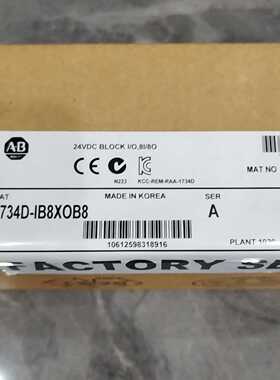 AB
24VDC BLOCK I/O,8I/8O
N223 KCC-REM-RAA-1734D
MAT NO
AT
MADE IN KOREA
SER
734D-IB8XOB8
A
10612598318916
PLANT
FACTORY SE